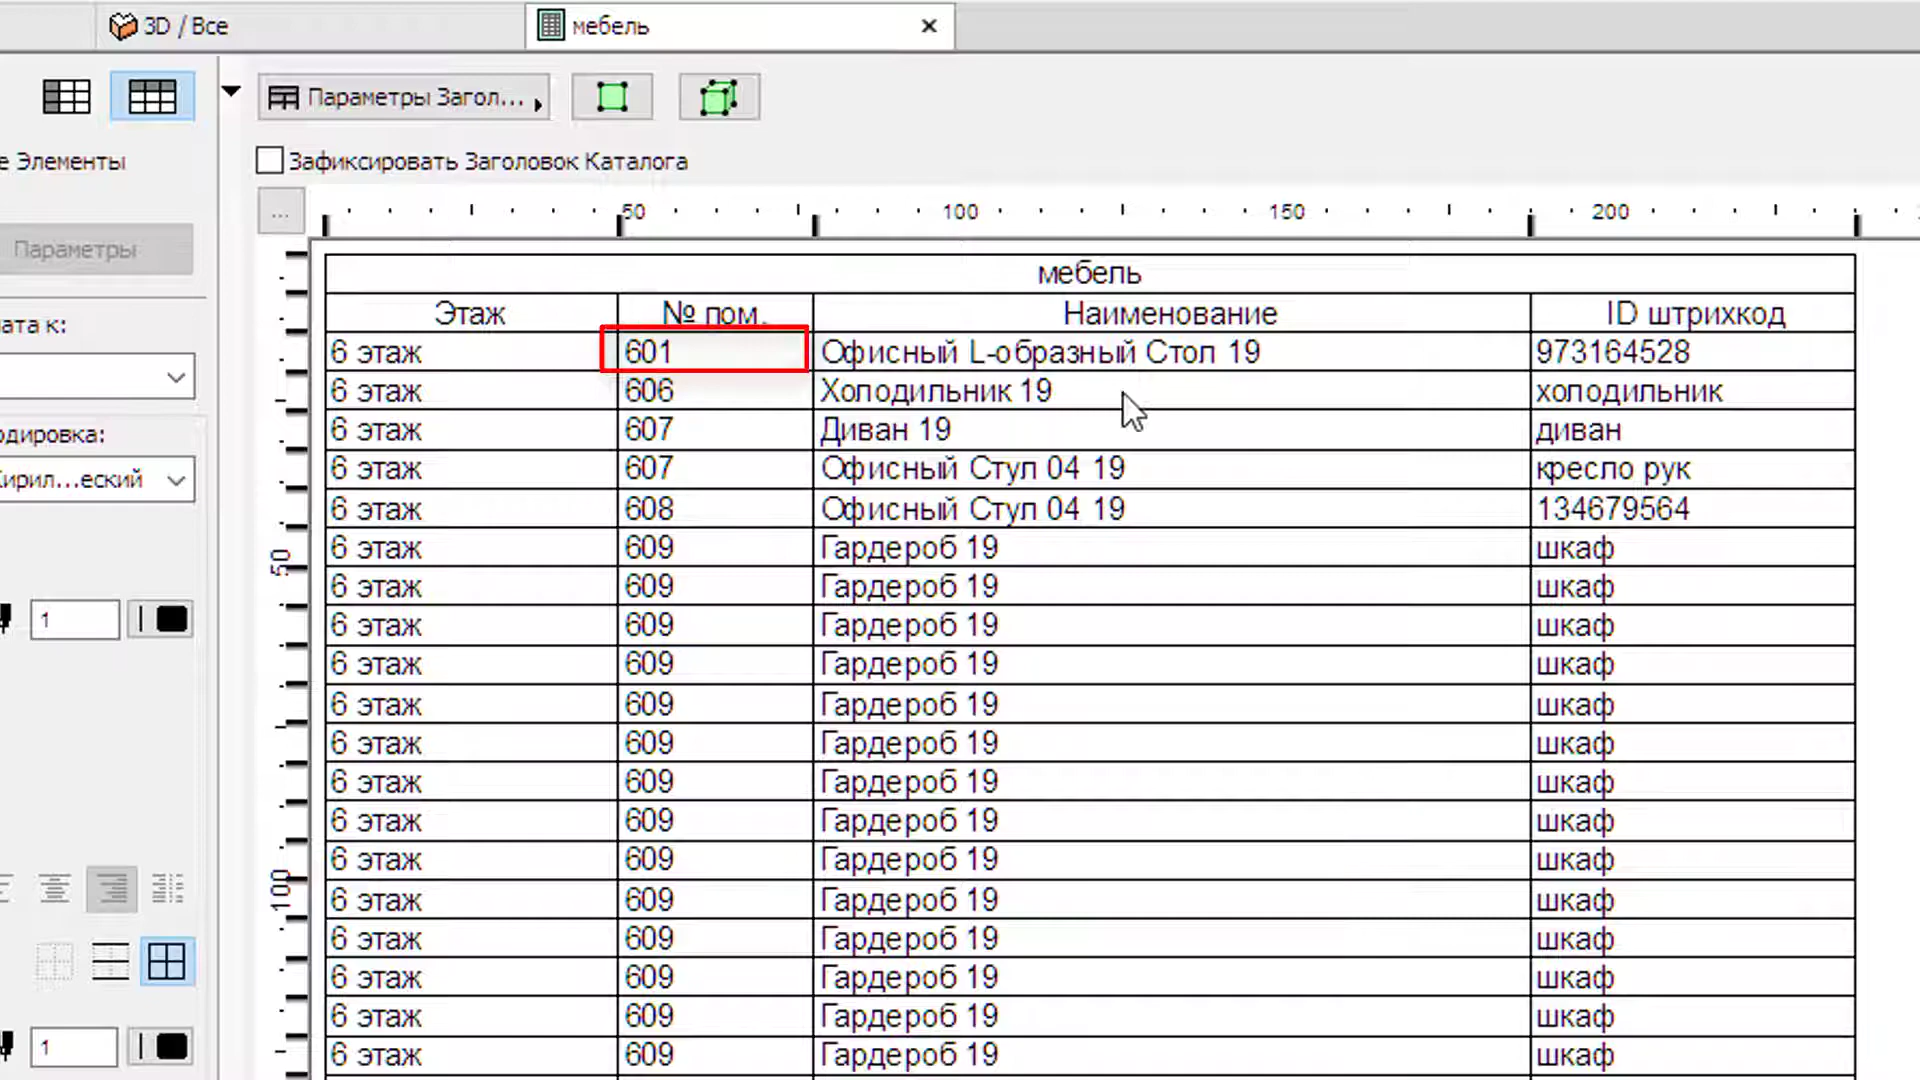 3D / Все
мебель
Параметры Загол...
е Элементы
Зафиксировать Заголовок Каталога
...
50 100 150 200
Параметры
ата к:
одировка:
Кирил...еский
1
1
50
100
мебель
Этаж № пом. Наименование ID штрихкод
6 этаж 601 Офисный L-образный Стол 19 973164528
6 этаж 606 Холодильник 19 холодильник
6 этаж 607 Диван 19 диван
6 этаж 607 Офисный Стул 04 19 кресло рук
6 этаж 608 Офисный Стул 04 19 134679564
6 этаж 609 Гардероб 19 шкаф
6 этаж 609 Гардероб 19 шкаф
6 этаж 609 Гардероб 19 шкаф
6 этаж 609 Гардероб 19 шкаф
6 этаж 609 Гардероб 19 шкаф
6 этаж 609 Гардероб 19 шкаф
6 этаж 609 Гардероб 19 шкаф
6 этаж 609 Гардероб 19 шкаф
6 этаж 609 Гардероб 19 шкаф
6 этаж 609 Гардероб 19 шкаф
6 этаж 609 Гардероб 19 шкаф
6 этаж 609 Гардероб 19 шкаф
6 этаж 609 Гардероб 19 шкаф
6 этаж 609 Гардероб 19 шкаф